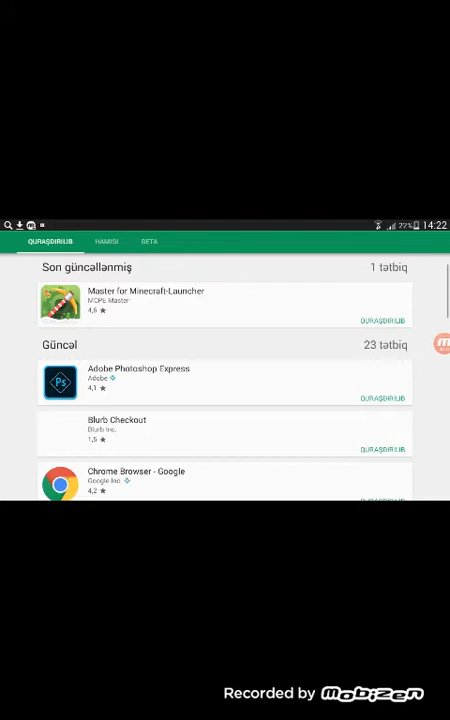 22% 14:22
QURAŞDIRILIB HAMISI BETA
Son güncəllənmiş 1 tətbiq
Master for Minecraft-Launcher
MCPE Master
4,6 ★
QURAŞDIRILIB
Güncəl 23 tətbiq
Adobe Photoshop Express
Adobe
4,1 ★
QURAŞDIRILIB
Blurb Checkout
Blurb Inc.
1,5 ★
QURAŞDIRILIB
Chrome Browser - Google
Google Inc.
4,2 ★
QURAŞDIRILIB
Recorded by mobizen